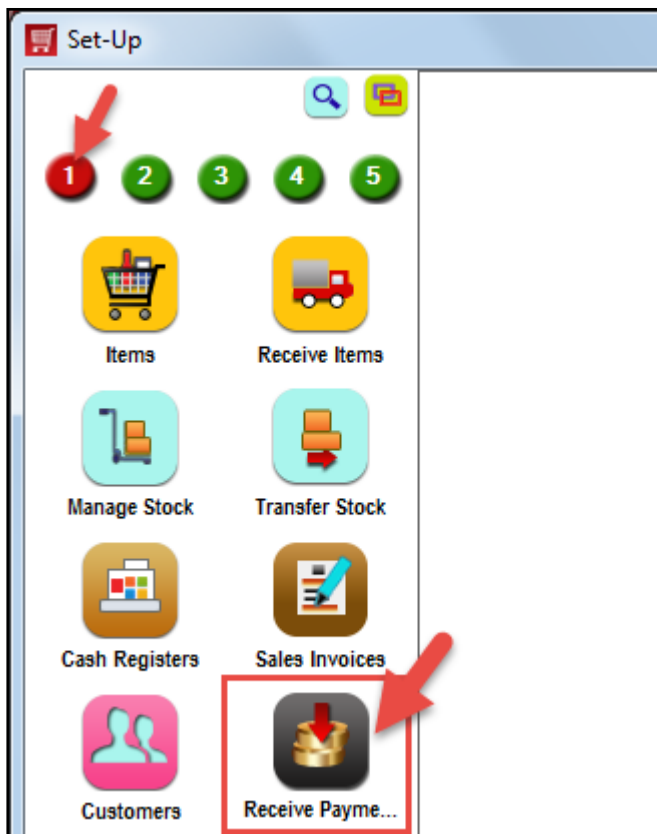 Set-Up
1 2 3 4 5
Items Receive Items
Manage Stock Transfer Stock
Cash Registers Sales Invoices
Customers Receive Payme...